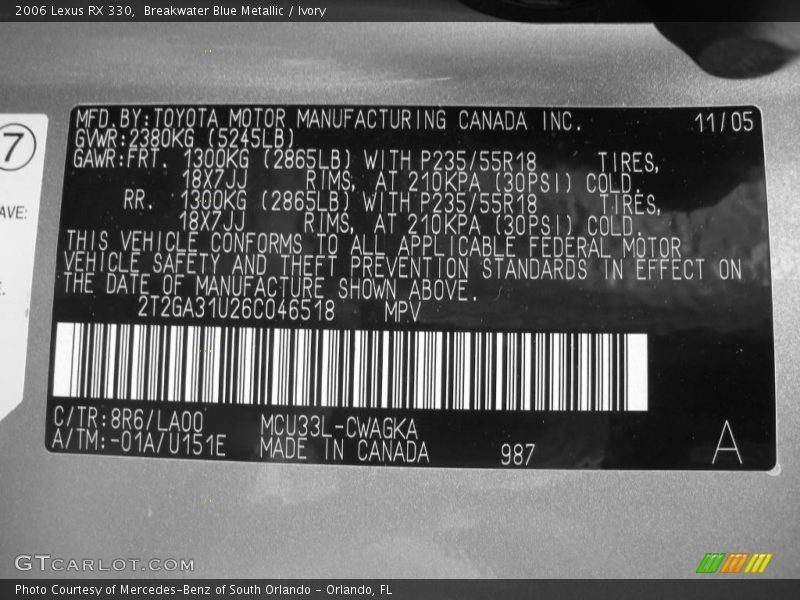 2006 Lexus RX 330, Breakwater Blue Metallic / Ivory
7
AVE:
MFD.BY:TOYOTA MOTOR MANUFACTURING CANADA INC. 11/05
GVWR:2380KG (5245LB)
GAWR:FRT. 1300KG (2865LB) WITH P235/55R18 TIRES,
18X7JJ RIMS, AT 210KPA (30PSI) COLD.
RR. 1300KG (2865LB) WITH P235/55R18 TIRES,
18X7JJ RIMS, AT 210KPA (30PSI) COLD.
THIS VEHICLE CONFORMS TO ALL APPLICABLE FEDERAL MOTOR
VEHICLE SAFETY AND THEFT PREVENTION STANDARDS IN EFFECT ON
THE DATE OF MANUFACTURE SHOWN ABOVE.
2T2GA31U26C046518 MPV
C/TR:8R6/LA00 MCU33L-CWAGKA
A/TM:-01A/U151E MADE IN CANADA 987 A
GTCARLOT.COM
Photo Courtesy of Mercedes-Benz of South Orlando - Orlando, FL